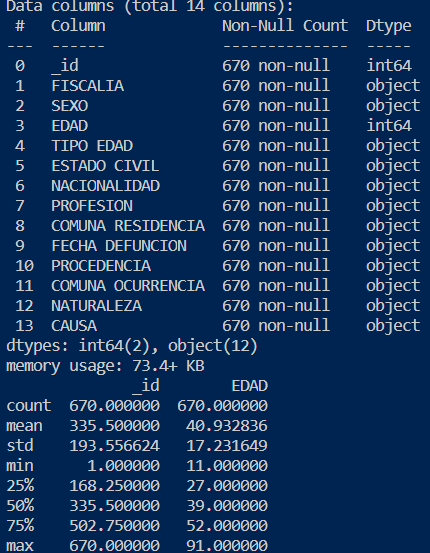 Data columns (total 14 columns):
 #   Column            Non-Null Count  Dtype
---  ------            --------------  -----
 0   _id               670 non-null    int64
 1   FISCALIA          670 non-null    object
 2   SEXO              670 non-null    object
 3   EDAD              670 non-null    int64
 4   TIPO EDAD         670 non-null    object
 5   ESTADO CIVIL      670 non-null    object
 6   NACIONALIDAD      670 non-null    object
 7   PROFESION         670 non-null    object
 8   COMUNA RESIDENCIA 670 non-null    object
 9   FECHA DEFUNCION   670 non-null    object
 10  PROCEDENCIA       670 non-null    object
 11  COMUNA OCURRENCIA 670 non-null    object
 12  NATURALEZA        670 non-null    object
 13  CAUSA             670 non-null    object
dtypes: int64(2), object(12)
memory usage: 73.4+ KB
              _id        EDAD
count  670.000000  670.000000
mean   335.500000   40.932836
std    193.556624   17.231649
min      1.000000   11.000000
25%    168.250000   27.000000
50%    335.500000   39.000000
75%    502.750000   52.000000
max    670.000000   91.000000